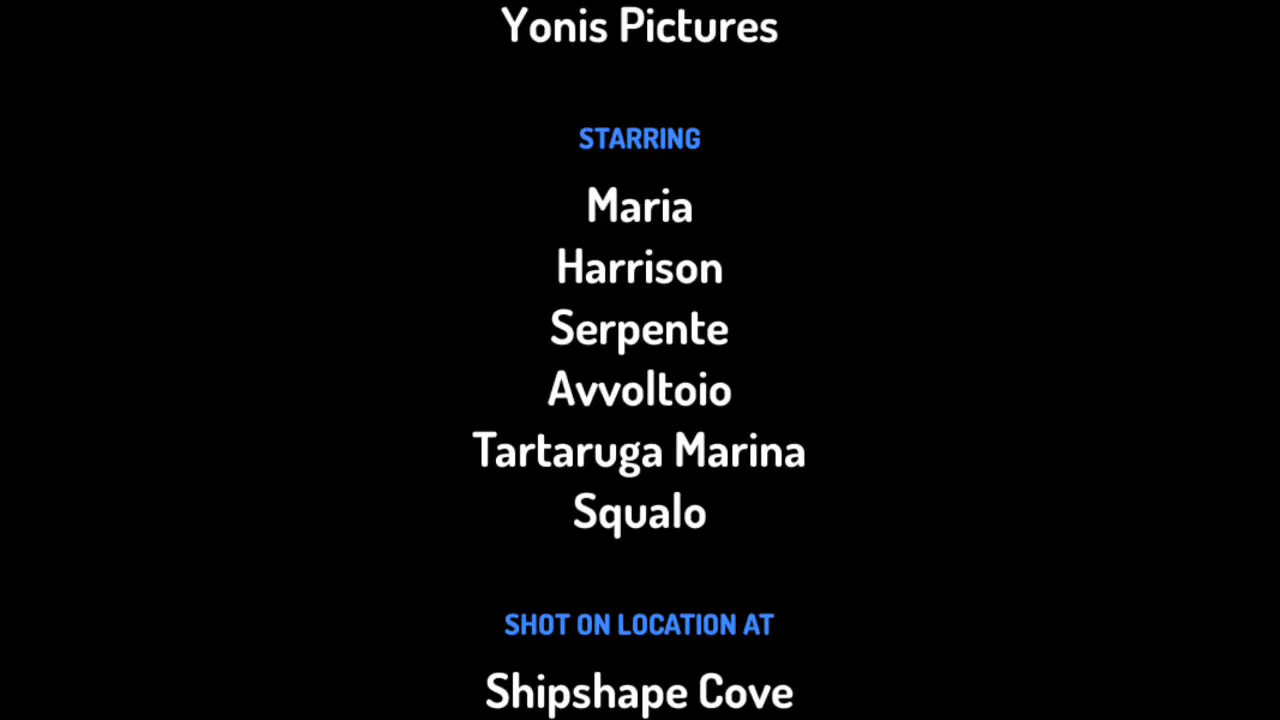 Yonis Pictures
STARRING
Maria
Harrison
Serpente
Avvoltoio
Tartaruga Marina
Squalo
SHOT ON LOCATION AT
Shipshape Cove